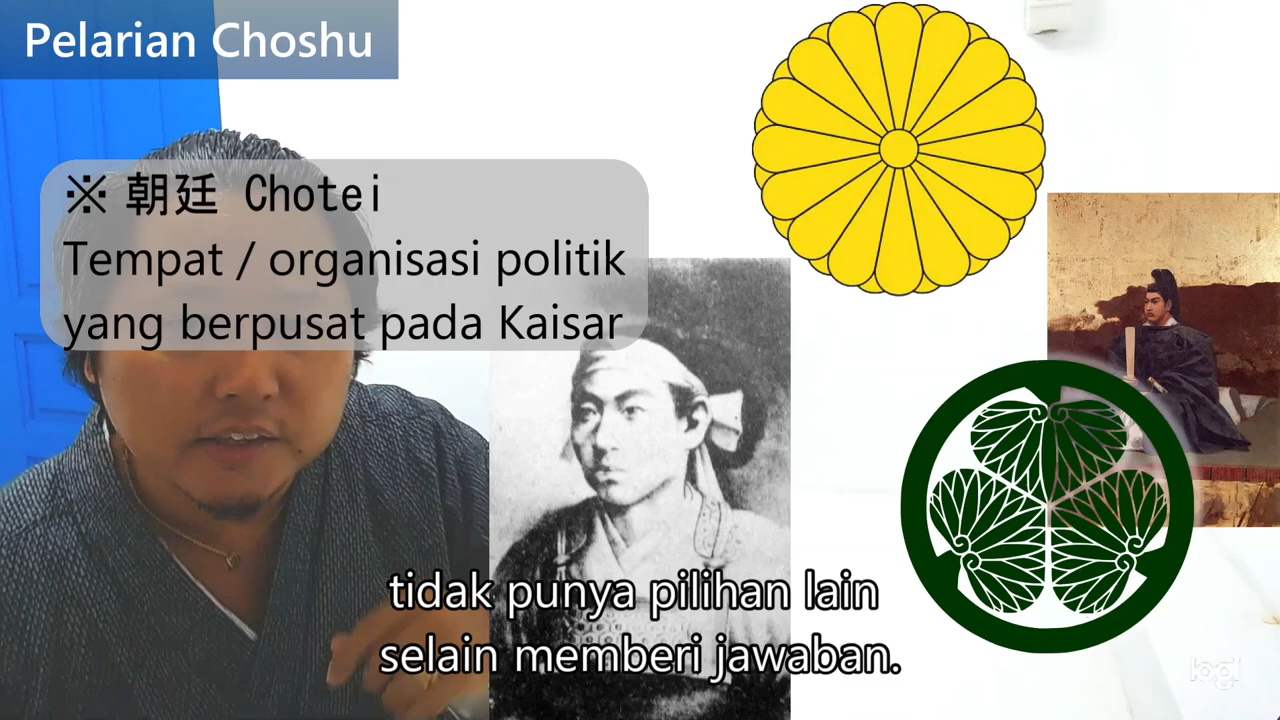 Pelarian Choshu
※ 朝廷 Chotei
Tempat / organisasi politik
yang berpusat pada Kaisar
tidak punya pilihan lain
selain memberi jawaban.
logi